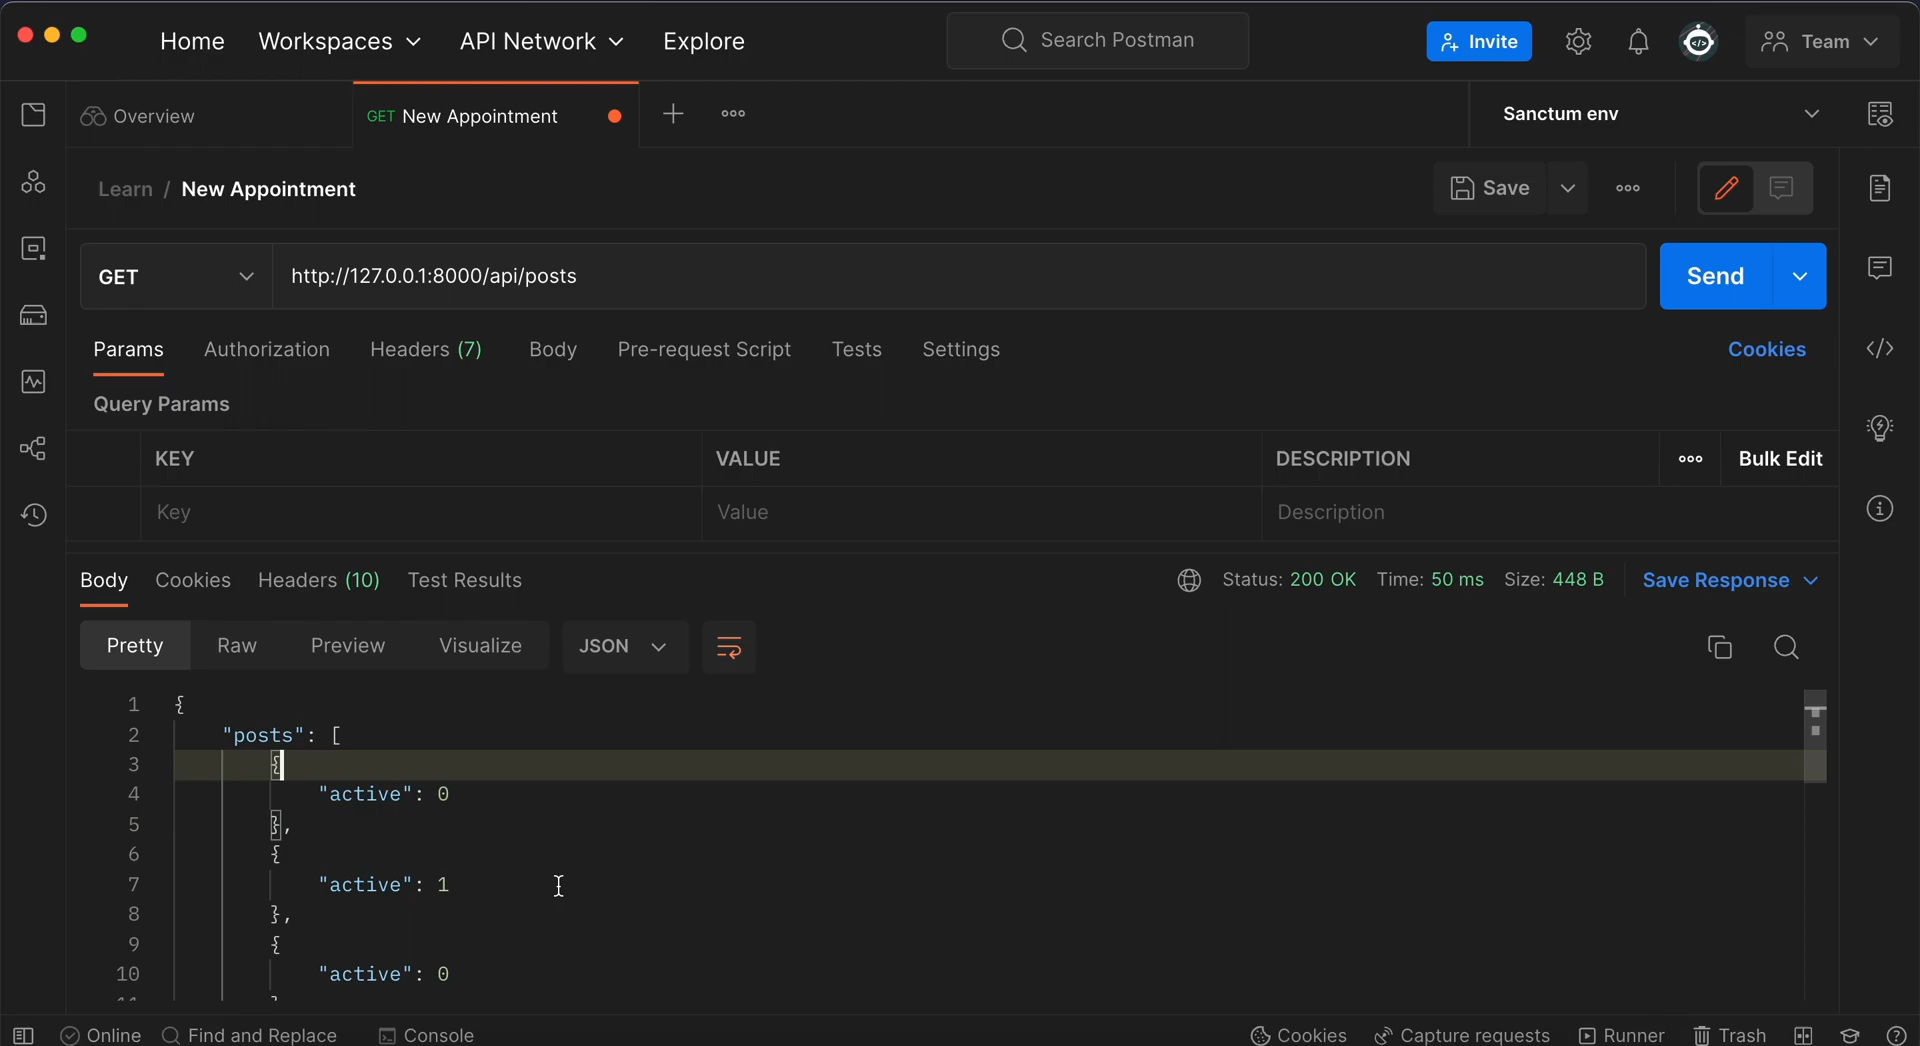 Home Workspaces API Network Explore Search Postman Invite Team
Overview GET New Appointment Sanctum env
Learn / New Appointment Save
GET http://127.0.0.1:8000/api/posts Send
Params Authorization Headers (7) Body Pre-request Script Tests Settings Cookies
Query Params
KEY VALUE DESCRIPTION Bulk Edit
Key Value Description
Body Cookies Headers (10) Test Results Status: 200 OK Time: 50 ms Size: 448 B Save Response
Pretty Raw Preview Visualize JSON
1 {
2 "posts": [
3 {
4 "active": 0
5 },
6 {
7 "active": 1
8 },
9 {
10 "active": 0
Online Find and Replace Console Cookies Capture requests Runner Trash